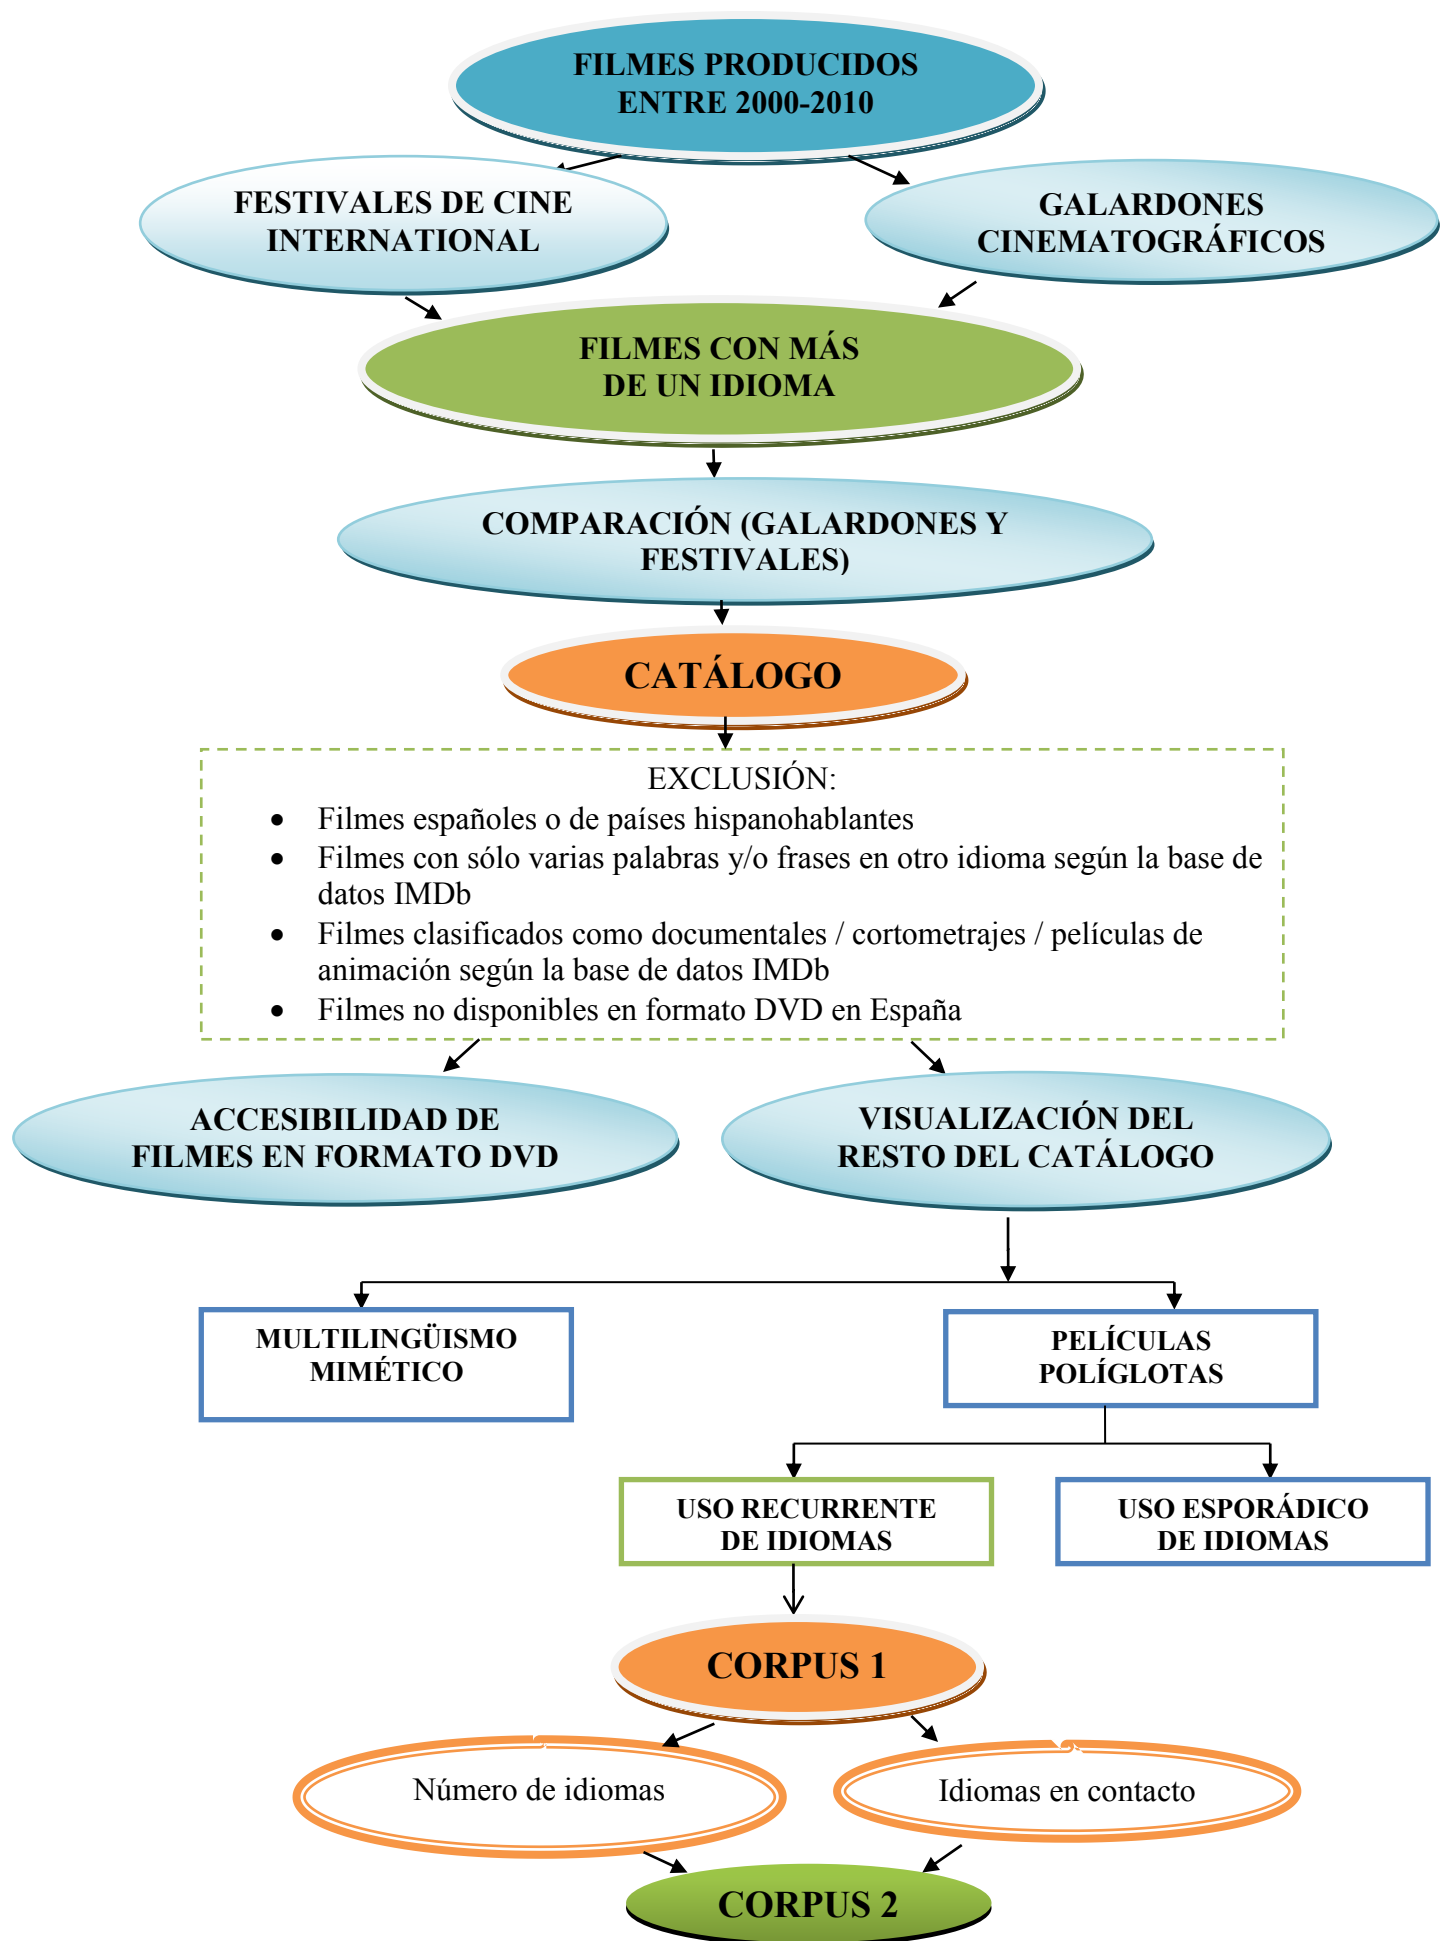 FILMES PRODUCIDOS
ENTRE 2000-2010
FESTIVALES DE CINE
INTERNATIONAL
GALARDONES
CINEMATOGRÁFICOS
FILMES CON MÁS
DE UN IDIOMA
COMPARACIÓN (GALARDONES Y
FESTIVALES)
CATÁLOGO
EXCLUSIÓN:
• Filmes españoles o de países hispanohablantes
• Filmes con sólo varias palabras y/o frases en otro idioma según la base de
datos IMDb
• Filmes clasificados como documentales / cortometrajes / películas de
animación según la base de datos IMDb
• Filmes no disponibles en formato DVD en España
ACCESIBILIDAD DE
FILMES EN FORMATO DVD
VISUALIZACIÓN DEL
RESTO DEL CATÁLOGO
MULTILINGÜISMO
MIMÉTICO
PELÍCULAS
POLÍGLOTAS
USO RECURRENTE
DE IDIOMAS
USO ESPORÁDICO
DE IDIOMAS
CORPUS 1
Número de idiomas
Idiomas en contacto
CORPUS 2